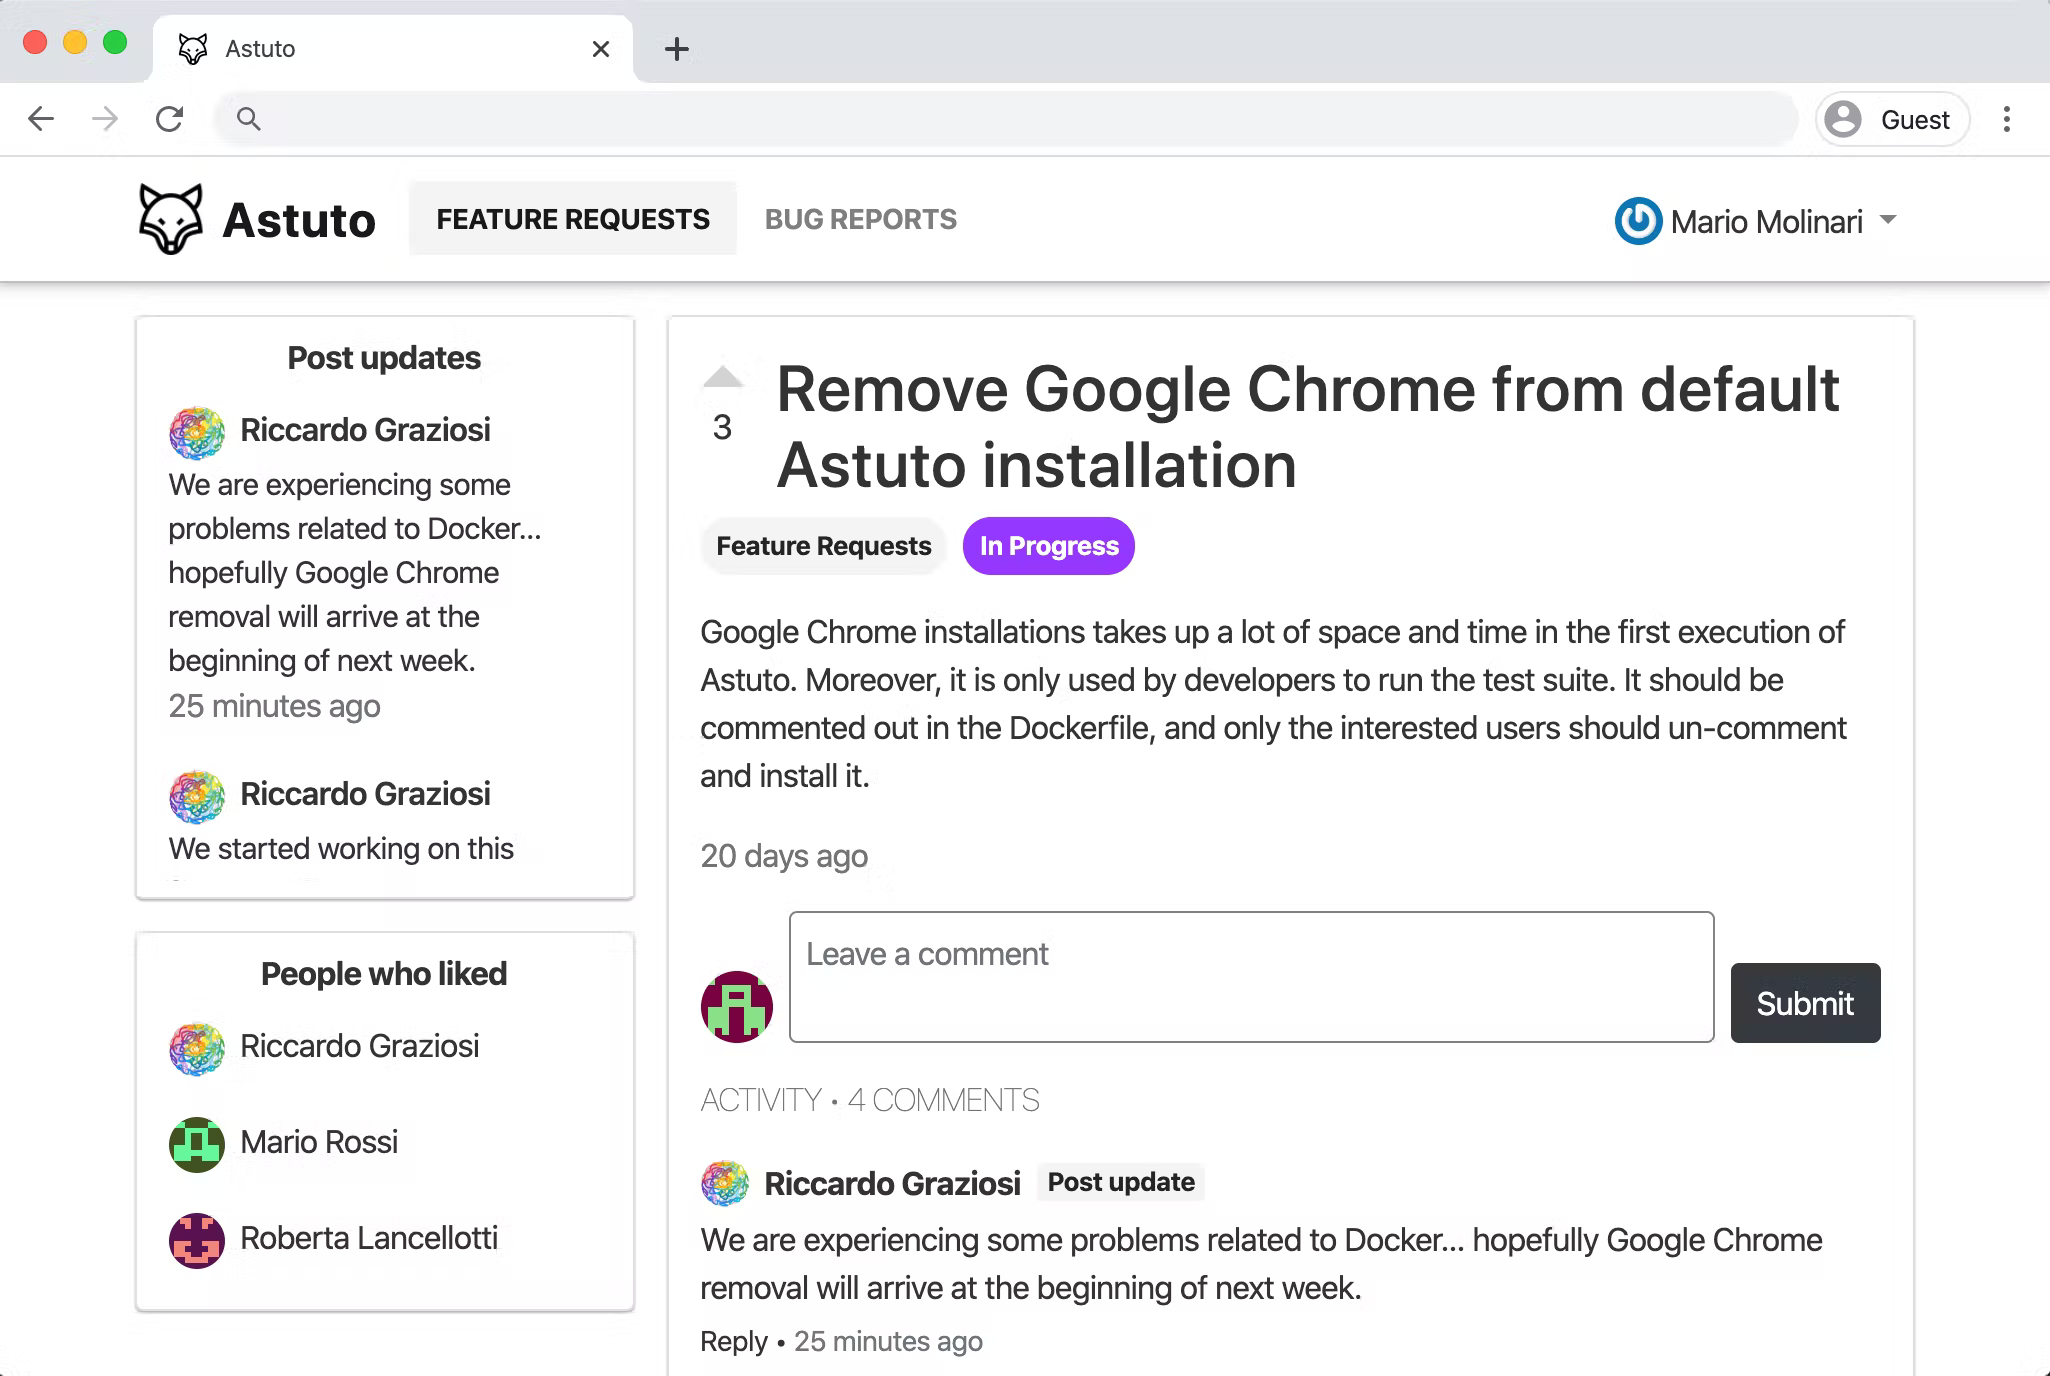 Astuto
Guest
Astuto
FEATURE REQUESTS
BUG REPORTS
Mario Molinari
Post updates
Riccardo Graziosi
We are experiencing some
problems related to Docker...
hopefully Google Chrome
removal will arrive at the
beginning of next week.
25 minutes ago
Riccardo Graziosi
We started working on this
People who liked
Riccardo Graziosi
Mario Rossi
Roberta Lancellotti
3
Remove Google Chrome from default
Astuto installation
Feature Requests
In Progress
Google Chrome installations takes up a lot of space and time in the first execution of
Astuto. Moreover, it is only used by developers to run the test suite. It should be
commented out in the Dockerfile, and only the interested users should un-comment
and install it.
20 days ago
Leave a comment
Submit
ACTIVITY • 4 COMMENTS
Riccardo Graziosi
Post update
We are experiencing some problems related to Docker... hopefully Google Chrome
removal will arrive at the beginning of next week.
Reply • 25 minutes ago